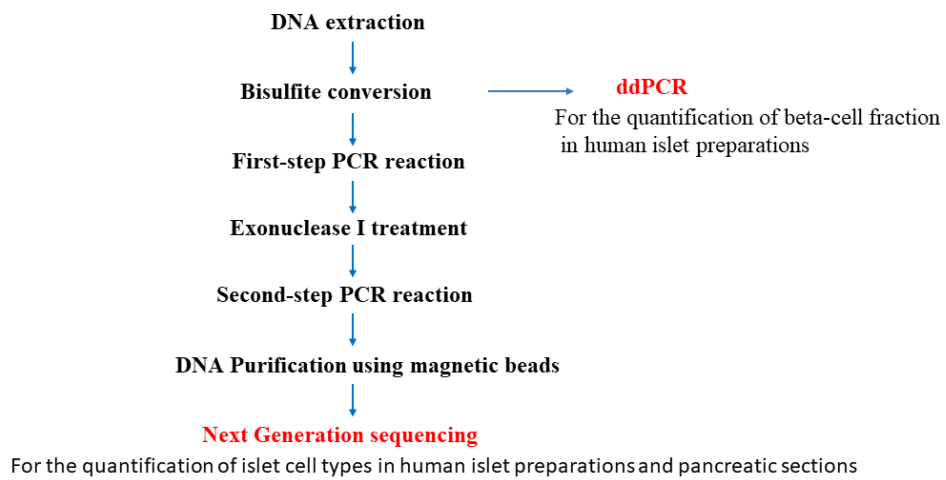 DNA extraction
Bisulfite conversion
ddPCR
For the quantification of beta-cell fraction
in human islet preparations
First-step PCR reaction
Exonuclease I treatment
Second-step PCR reaction
DNA Purification using magnetic beads
Next Generation sequencing
For the quantification of islet cell types in human islet preparations and pancreatic sections